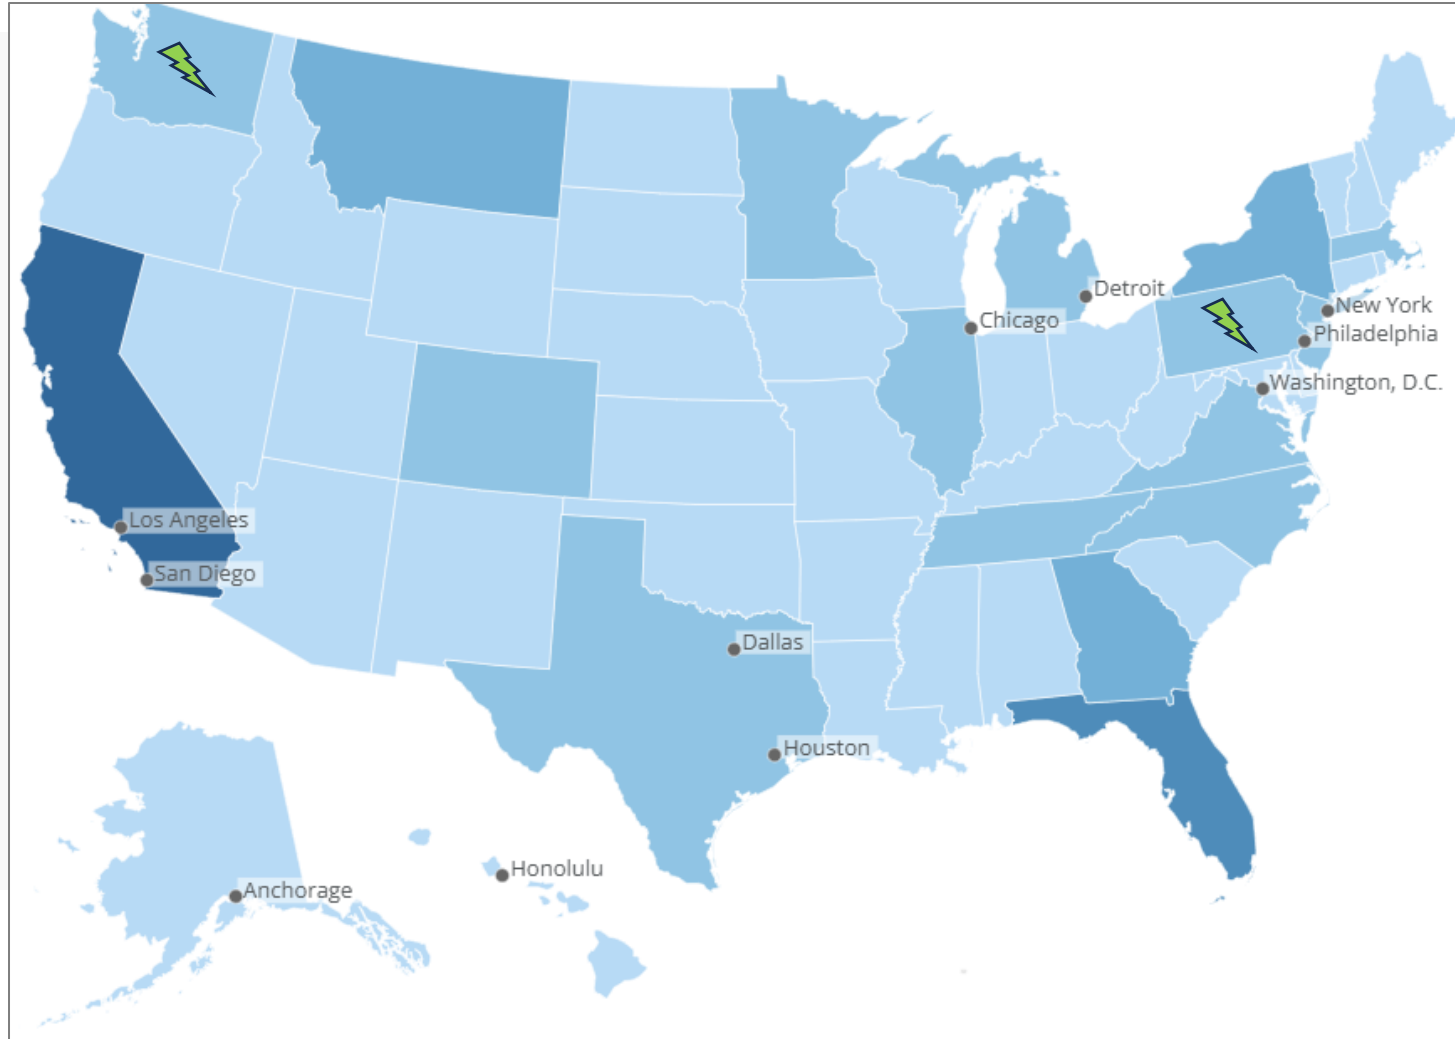 Detroit
New York
Chicago
Philadelphia
Washington, D.C.
Los Angeles
San Diego
Dallas
Houston
Honolulu
Anchorage